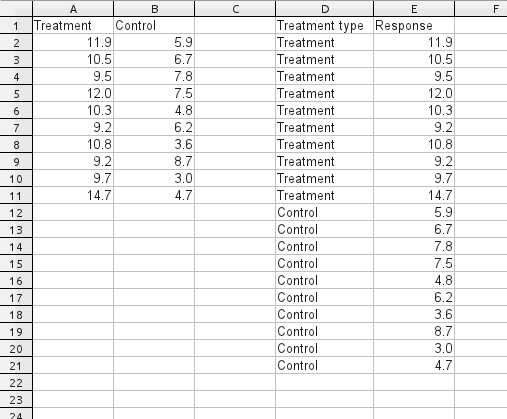 A B C D E F
1 Treatment Control Treatment type Response
2 11.9 5.9 Treatment 11.9
3 10.5 6.7 Treatment 10.5
4 9.5 7.8 Treatment 9.5
5 12.0 7.5 Treatment 12.0
6 10.3 4.8 Treatment 10.3
7 9.2 6.2 Treatment 9.2
8 10.8 3.6 Treatment 10.8
9 9.2 8.7 Treatment 9.2
10 9.7 3.0 Treatment 9.7
11 14.7 4.7 Treatment 14.7
12 Control 5.9
13 Control 6.7
14 Control 7.8
15 Control 7.5
16 Control 4.8
17 Control 6.2
18 Control 3.6
19 Control 8.7
20 Control 3.0
21 Control 4.7
22
23
24